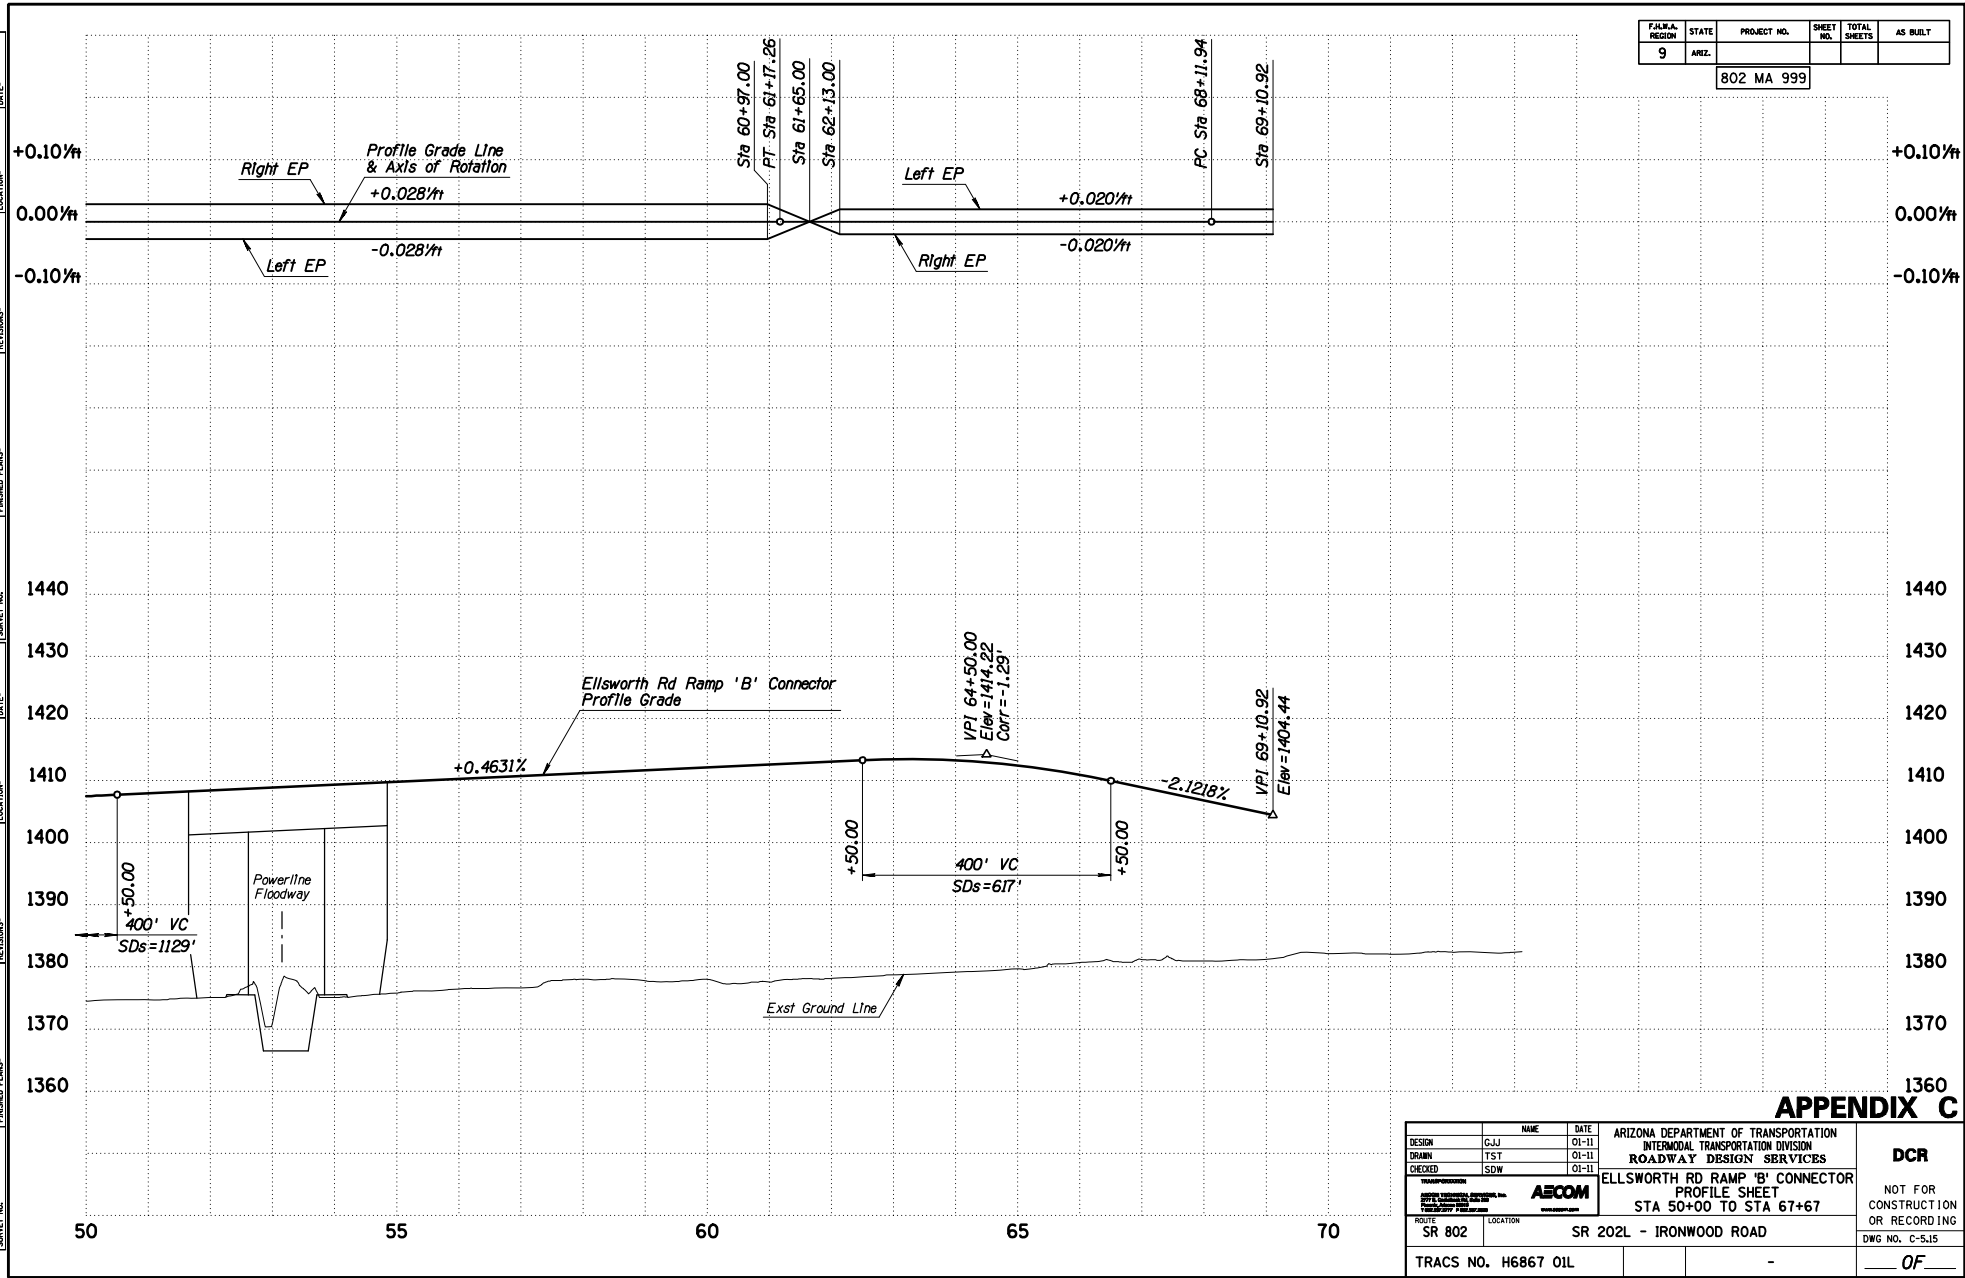 F.H.W.A. REGION
STATE
PROJECT NO.
SHEET NO.
TOTAL SHEETS
AS BUILT
9
ARIZ.
802 MA 999
Sta 60+97.00
PT Sta 61+17.26
Sta 61+65.00
Sta 62+13.00
PC Sta 68+11.94
Sta 69+10.92
+0.10'/ft
0.00'/ft
-0.10'/ft
Right EP
Profile Grade Line
& Axis of Rotation
+0.028'/ft
-0.028'/ft
Left EP
Left EP
+0.020'/ft
-0.020'/ft
Right EP
+0.10'/ft
0.00'/ft
-0.10'/ft
1440
1430
1420
1410
1400
1390
1380
1370
1360
1440
1430
1420
1410
1400
1390
1380
1370
1360
Ellsworth Rd Ramp 'B' Connector
Profile Grade
+0.4631%
VPI 64+50.00
Elev=1414.22
Corr=-1.29'
VPI 69+10.92
Elev=1404.44
-2.1218%
+50.00
400' VC
SDs=1129'
Powerline
Floodway
+50.00
400' VC
SDs=617'
+50.00
Exst Ground Line
50
55
60
65
70
APPENDIX C
NAME
DATE
DESIGN GJJ 01-11
DRAWN TST 01-11
CHECKED SDW 01-11
TRANSPORTATION
AECOM
ARIZONA DEPARTMENT OF TRANSPORTATION
INTERMODAL TRANSPORTATION DIVISION
ROADWAY DESIGN SERVICES
ELLSWORTH RD RAMP 'B' CONNECTOR
PROFILE SHEET
STA 50+00 TO STA 67+67
DCR
NOT FOR
CONSTRUCTION
OR RECORDING
ROUTE
SR 802
LOCATION
SR 202L - IRONWOOD ROAD
DWG NO. C-5.15
TRACS NO. H6867 01L
-
OF